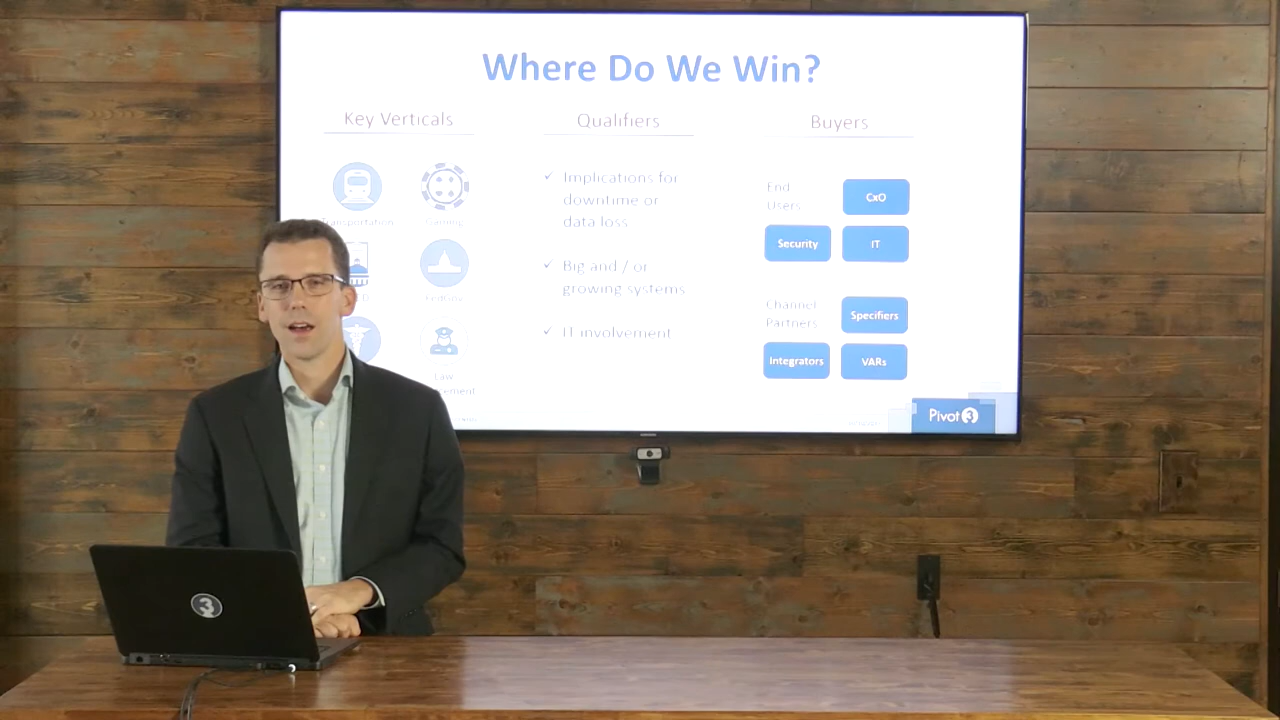 Where Do We Win?
Key Verticals
Transportation
Gaming
Law
Qualifiers
✓ Implications for
downtime or
data loss
✓ Big and / or
growing systems
✓ IT involvement
Buyers
End
Users
CxO
Security
IT
Channel
Partners
Specifiers
Integrators
VARs
Pivot3
3